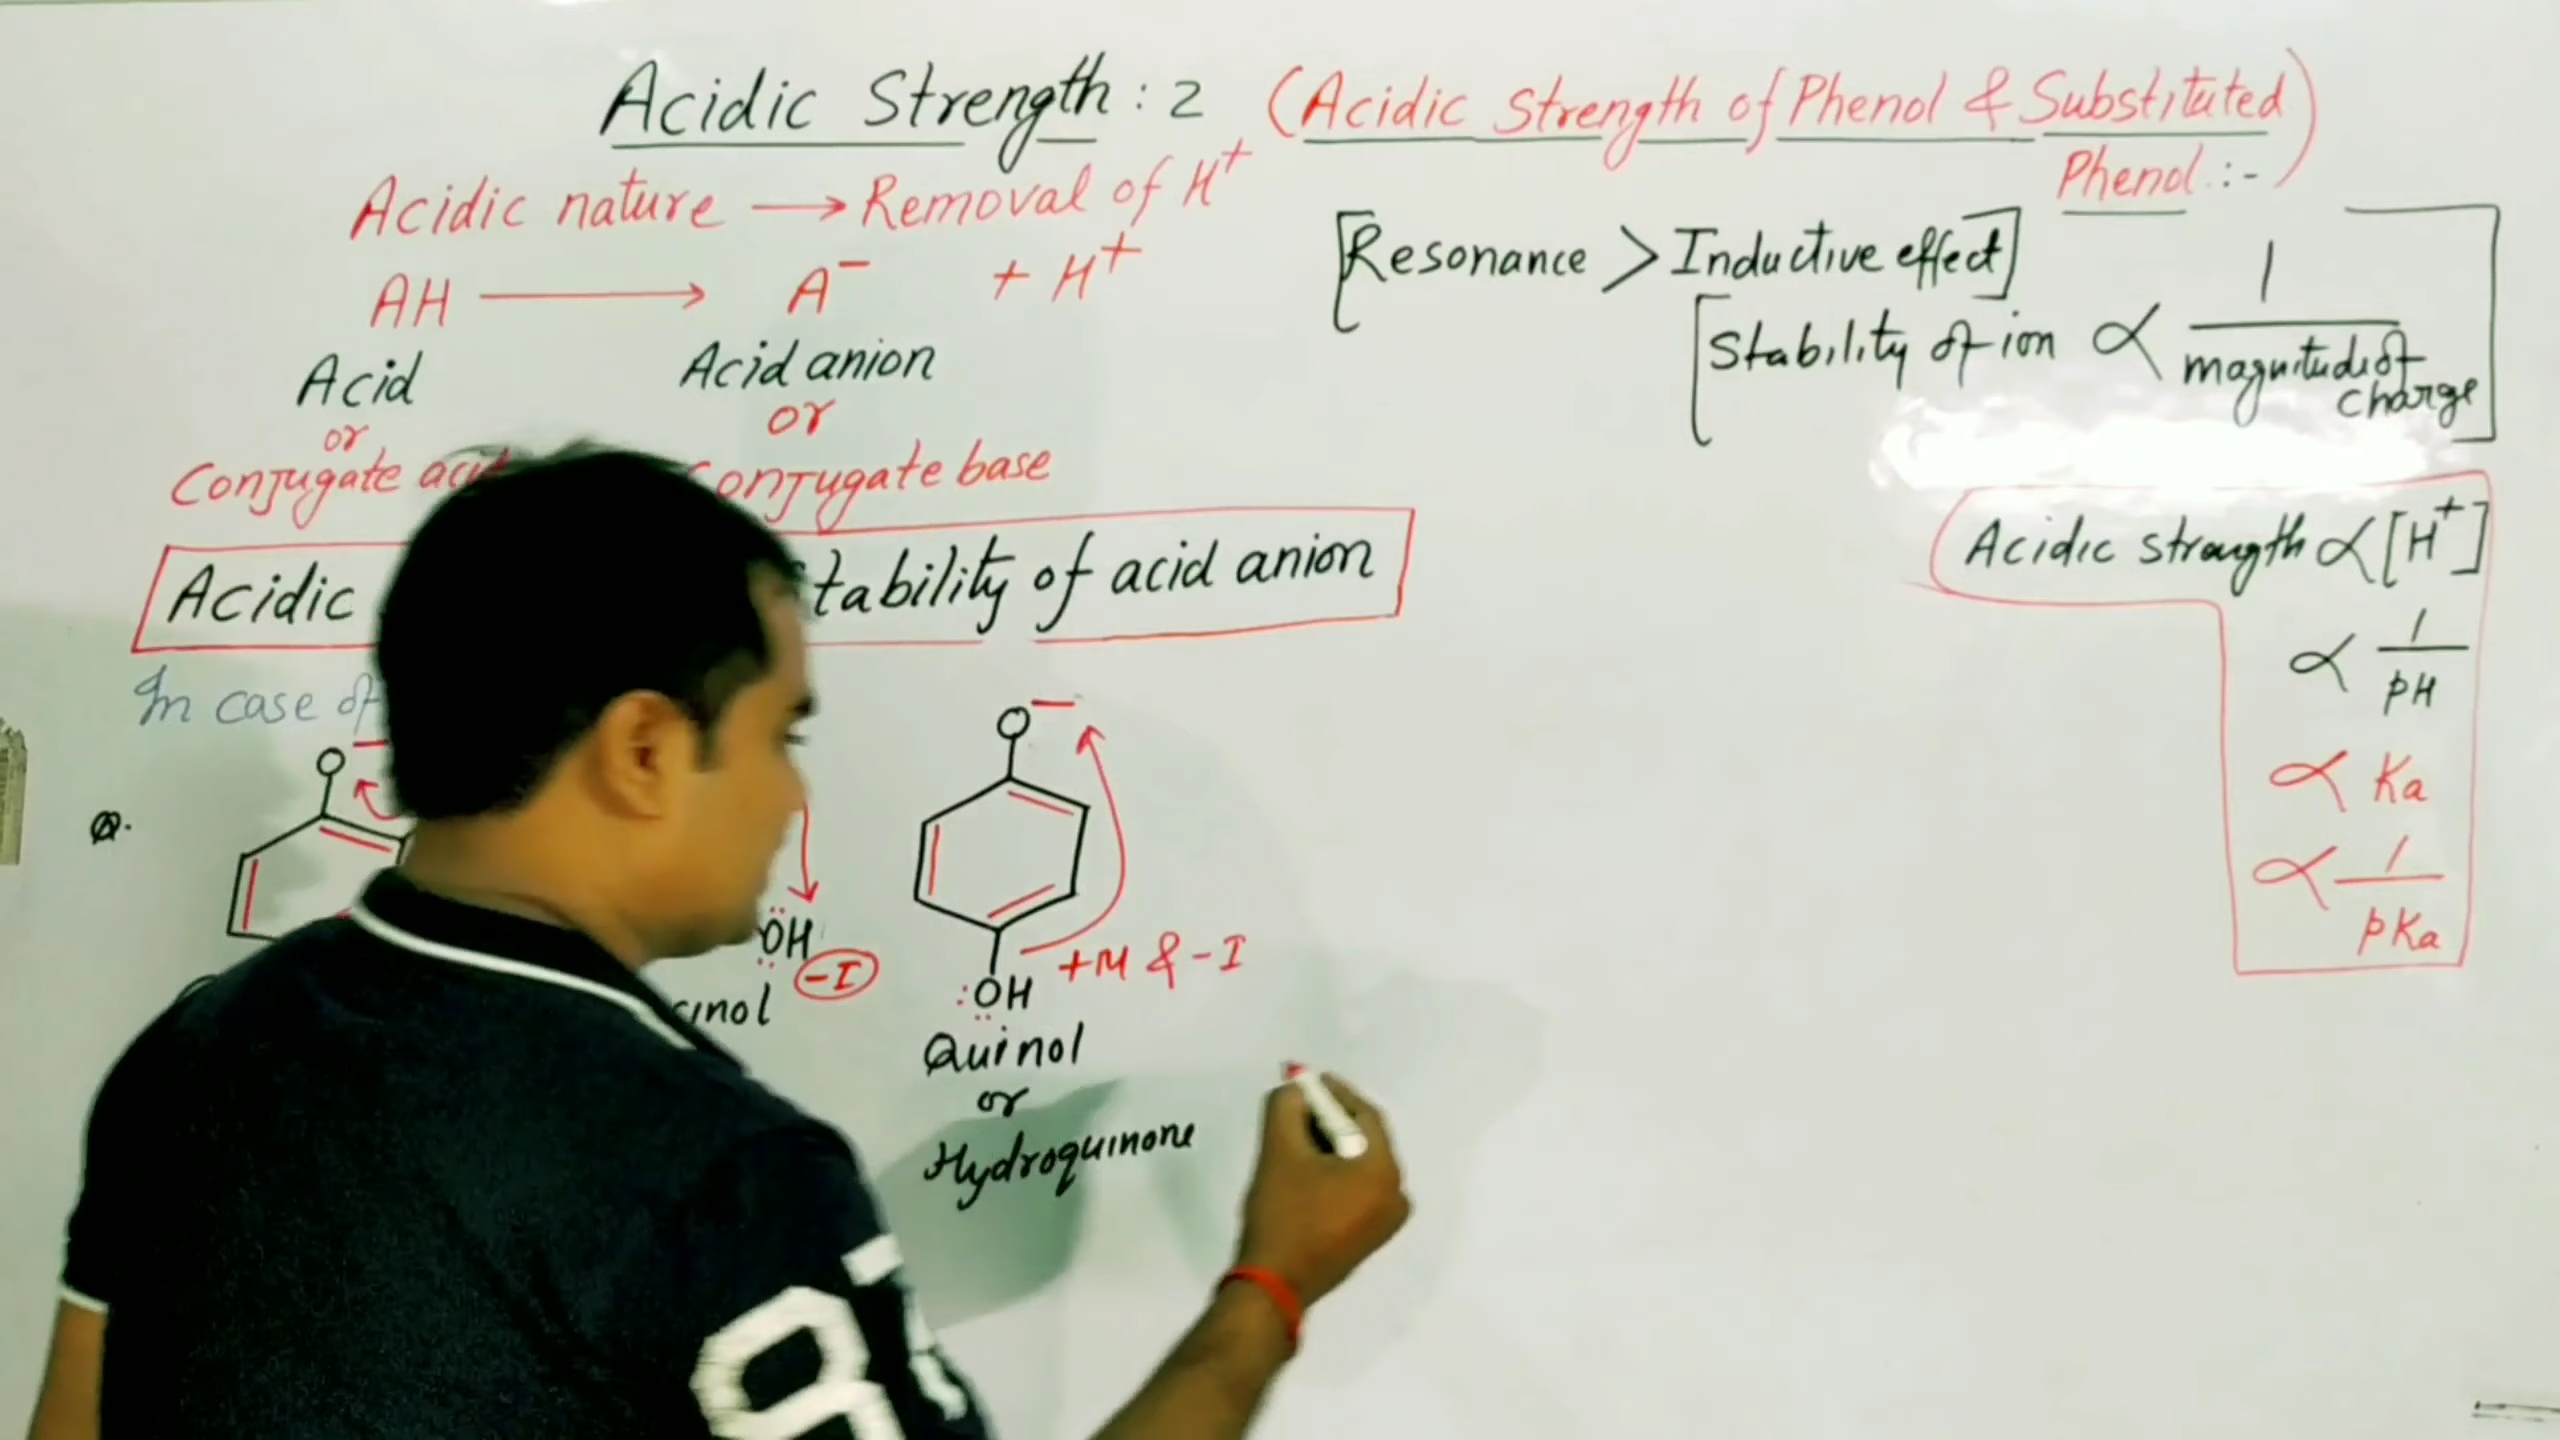 Acidic Strength : 2 (Acidic Strength of Phenol & Substituted
Phenol :-)
Acidic nature → Removal of H⁺
AH → A⁻ + H⁺
Acid
or
Conjugate
Acid anion
or
Conjugate base
[Resonance > Inductive effect]
[Stability of ion ∝ 1/magnitude of charge]
Acidic
tability of acid anion
In case of
Acidic strength ∝ [H⁺]
∝ 1/pH
∝ Ka
∝ 1/pKa
Q.
O⁻
OH
-I
cinol
O⁻
OH +M & -I
Quinol
or
Hydroquinone
97